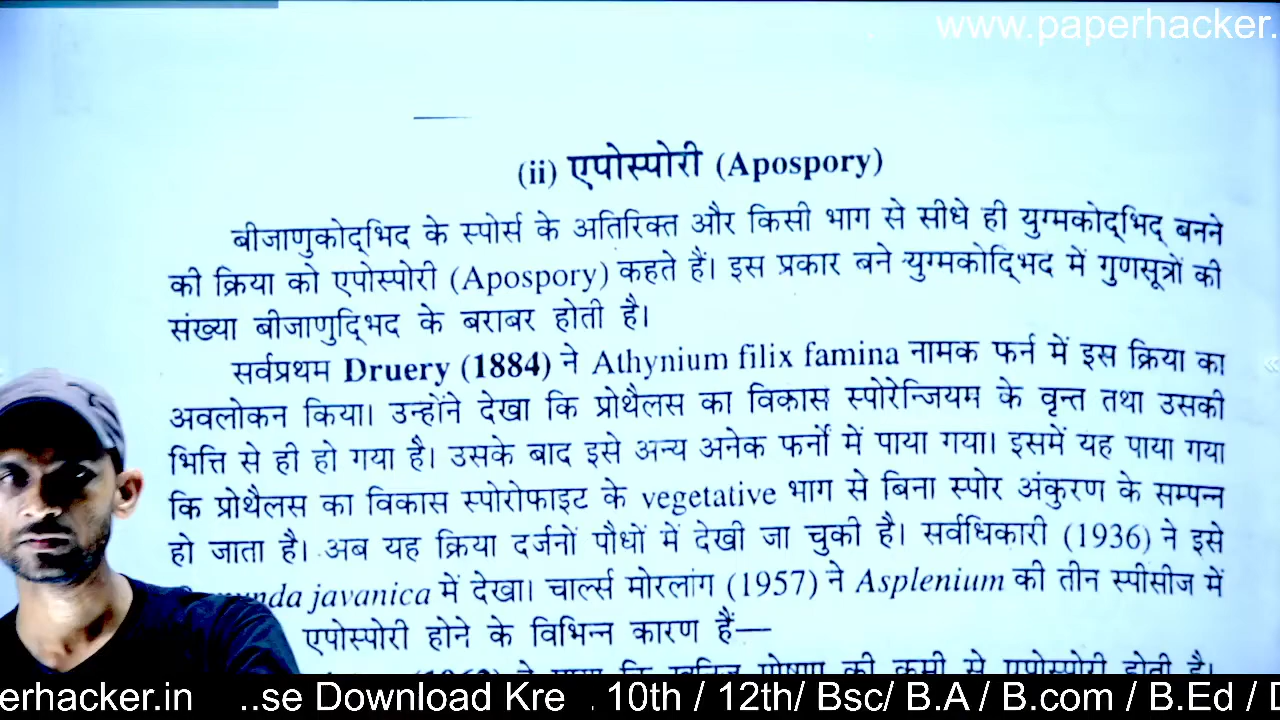 www.paperhacker.
(ii) एपोस्पोरी (Apospory)
बीजाणुकोद्भिद के स्पोर्स के अतिरिक्त और किसी भाग से सीधे ही युग्मकोद्भिद् बनने
की क्रिया को एपोस्पोरी (Apospory) कहते हैं। इस प्रकार बने युग्मकोद्भिद में गुणसूत्रों की
संख्या बीजाणुद्भिद के बराबर होती है।
सर्वप्रथम Druery (1884) ने Athynium filix famina नामक फर्न में इस क्रिया का
अवलोकन किया। उन्होंने देखा कि प्रोथैलस का विकास स्पोरेन्जियम के वृन्त तथा उसकी
भित्ति से ही हो गया है। उसके बाद इसे अन्य अनेक फर्नों में पाया गया। इसमें यह पाया गया
कि प्रोथैलस का विकास स्पोरोफाइट के vegetative भाग से बिना स्पोर अंकुरण के सम्पन्न
हो जाता है। अब यह क्रिया दर्जनों पौधों में देखी जा चुकी है। सर्वाधिकारी (1936) ने इसे
javanica में देखा। चार्ल्स मोरलांग (1957) ने Asplenium की तीन स्पीसीज में
एपोस्पोरी होने के विभिन्न कारण हैं—
ने पाया कि खनिज पोषण की कमी से एपोस्पोरी होती है।
erhacker.in ..se Download Kre . 10th / 12th/ Bsc/ B.A / B.com / B.Ed /